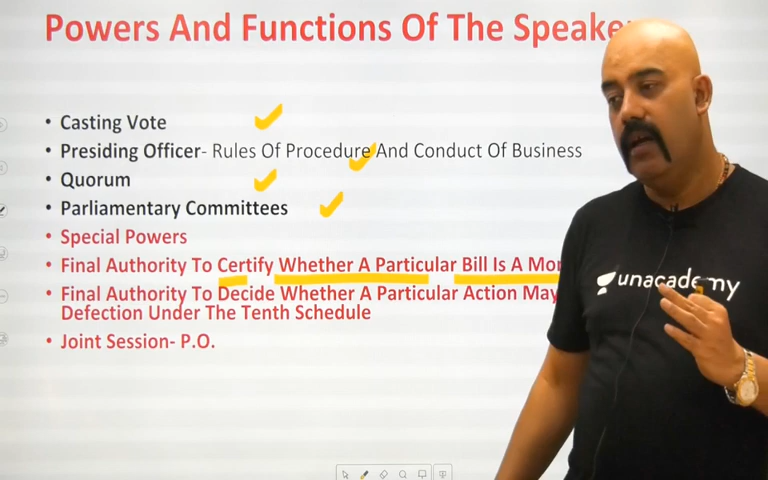 Powers And Functions Of The Speaker
• Casting Vote
• Presiding Officer- Rules Of Procedure And Conduct Of Business
• Quorum
• Parliamentary Committees
• Special Powers
• Final Authority To Certify Whether A Particular Bill Is A
• Final Authority To Decide Whether A Particular Action May
Defection Under The Tenth Schedule
• Joint Session- P.O.
unacademy